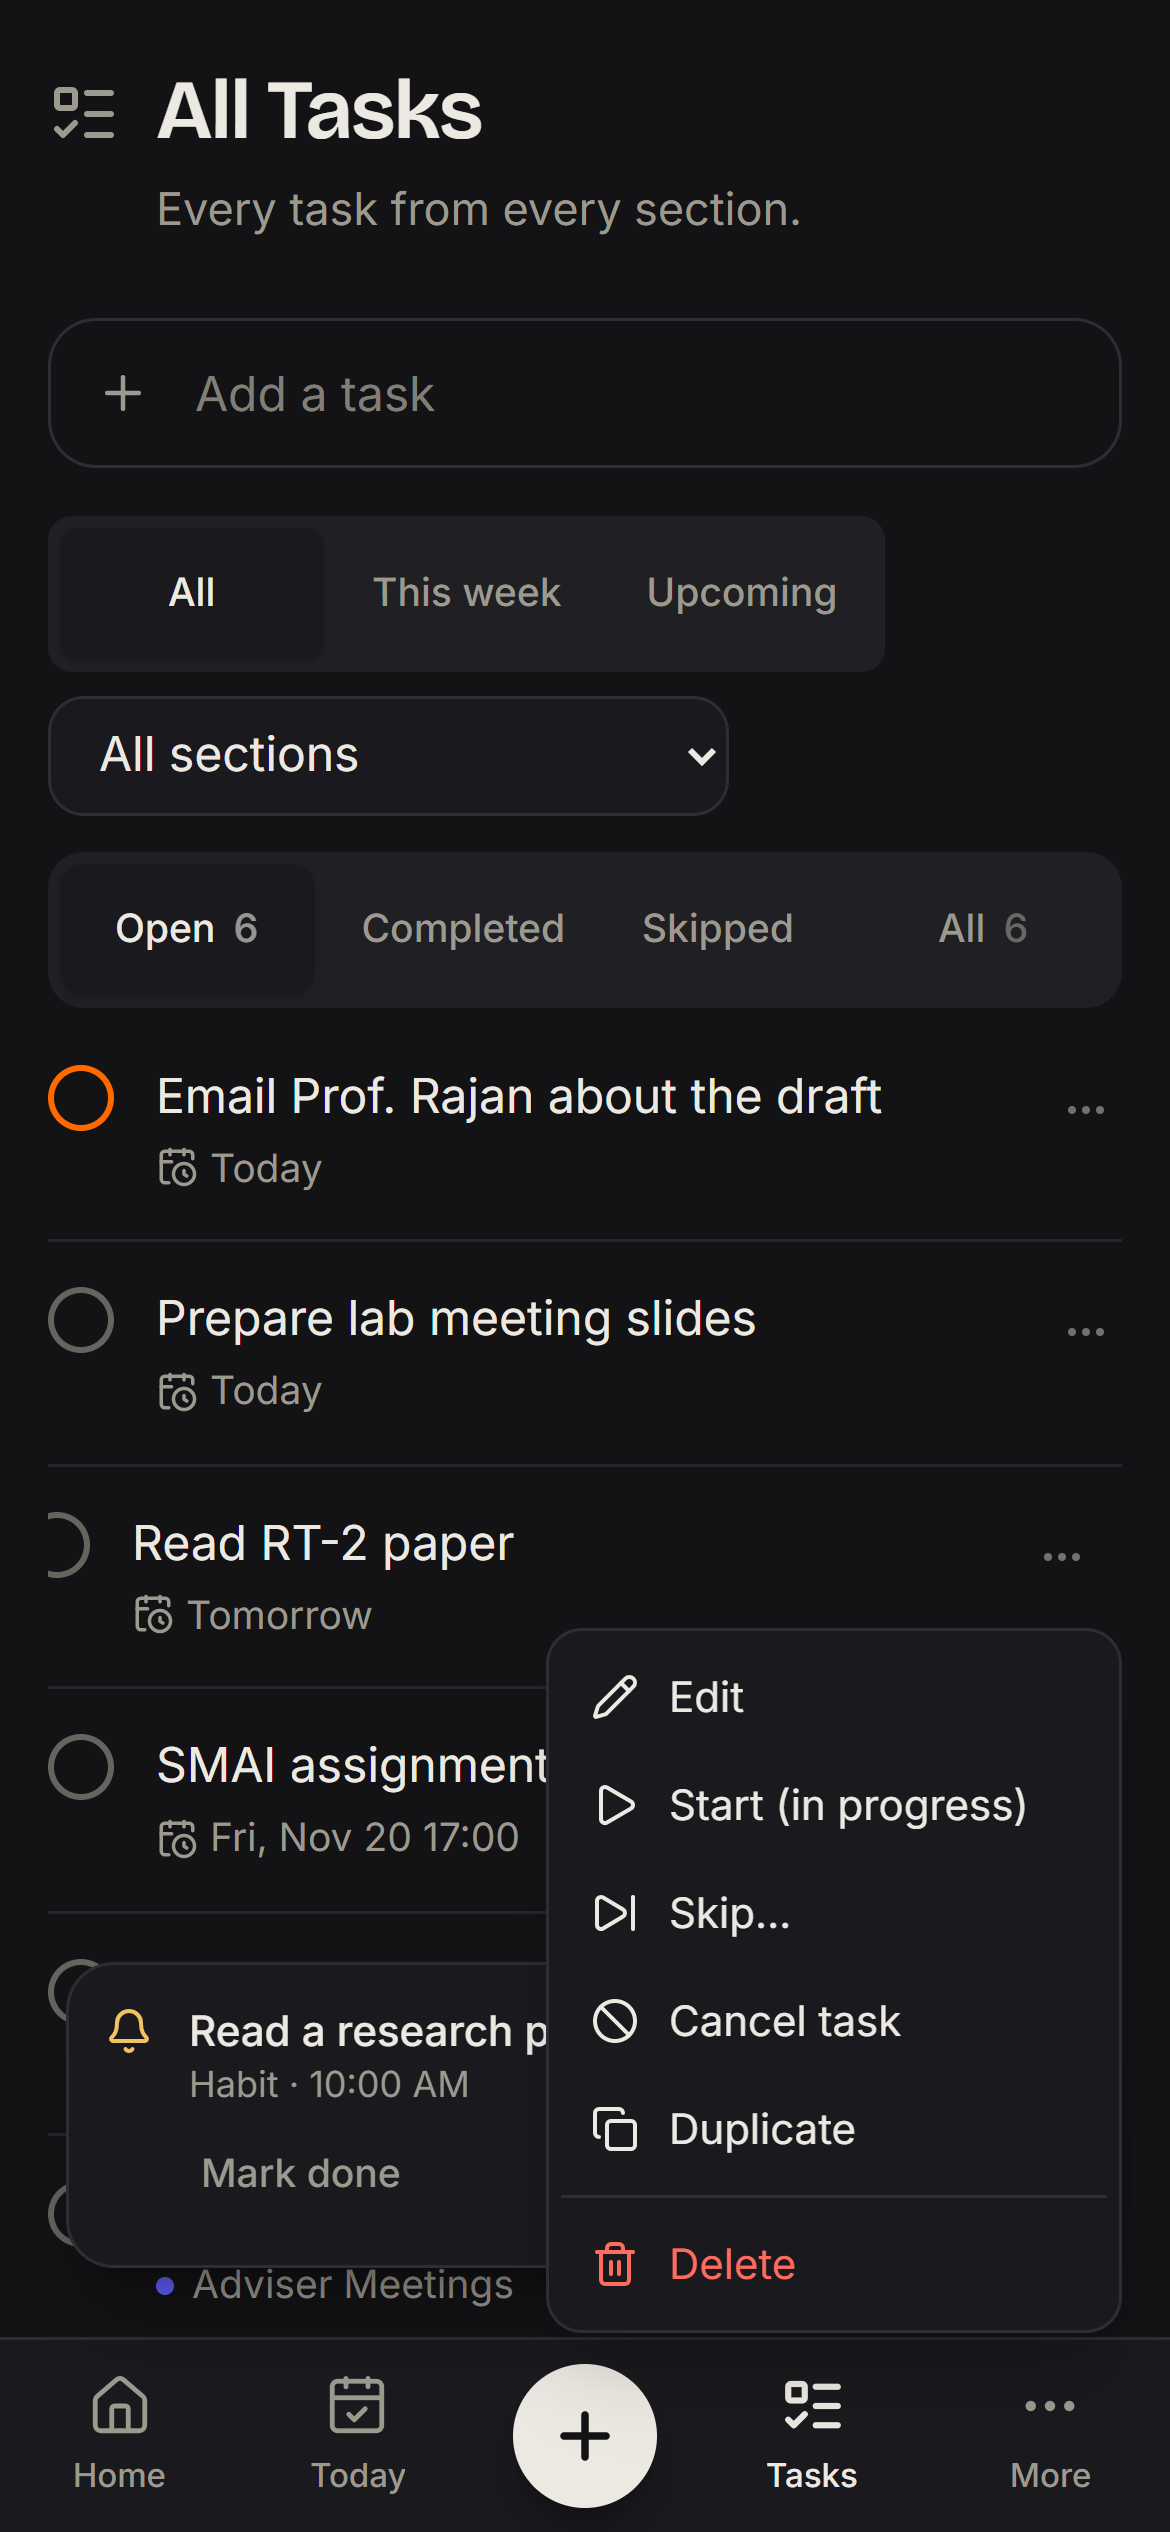 All Tasks
Every task from every section.
Add a task
All
This week
Upcoming
All sections
Open 6
Completed
Skipped
All 6
Email Prof. Rajan about the draft
Today
Prepare lab meeting slides
Today
Read RT-2 paper
Tomorrow
SMAI assignment
Fri, Nov 20 17:00
Read a research
Habit · 10:00 AM
Mark done
Adviser Meetings
Edit
Start (in progress)
Skip...
Cancel task
Duplicate
Delete
Home
Today
Tasks
More